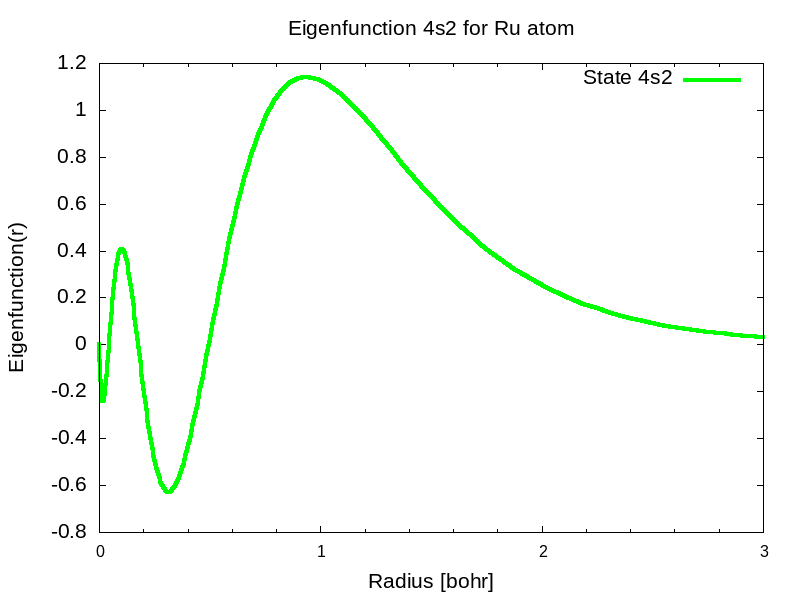 Eigenfunction 4s2 for Ru atom
State 4s2
1.2
1
0.8
0.6
0.4
0.2
0
-0.2
-0.4
-0.6
-0.8
Eigenfunction(r)
0 1 2 3
Radius [bohr]